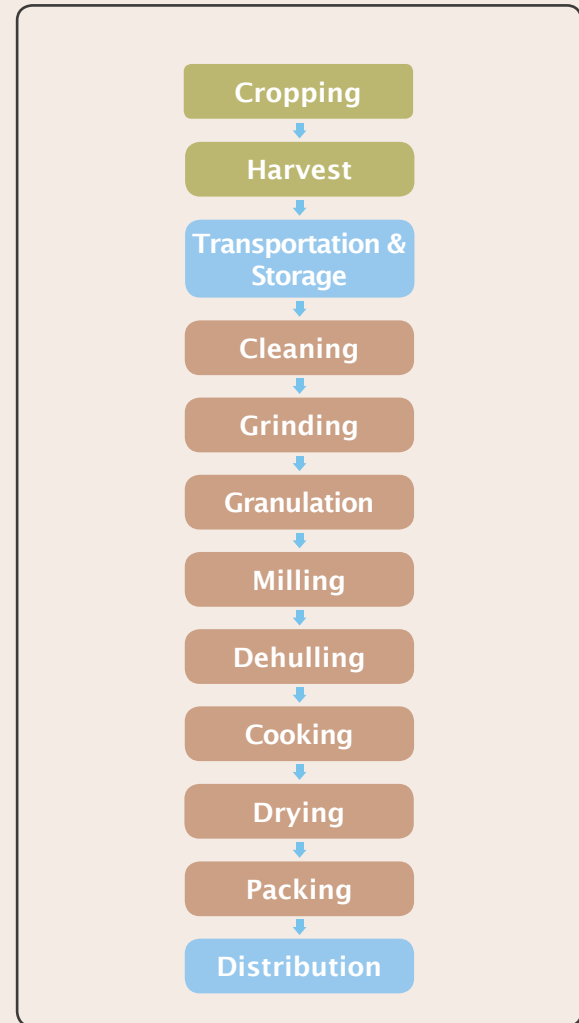 Cropping
Harvest
Transportation &
Storage
Cleaning
Grinding
Granulation
Milling
Dehulling
Cooking
Drying
Packing
Distribution